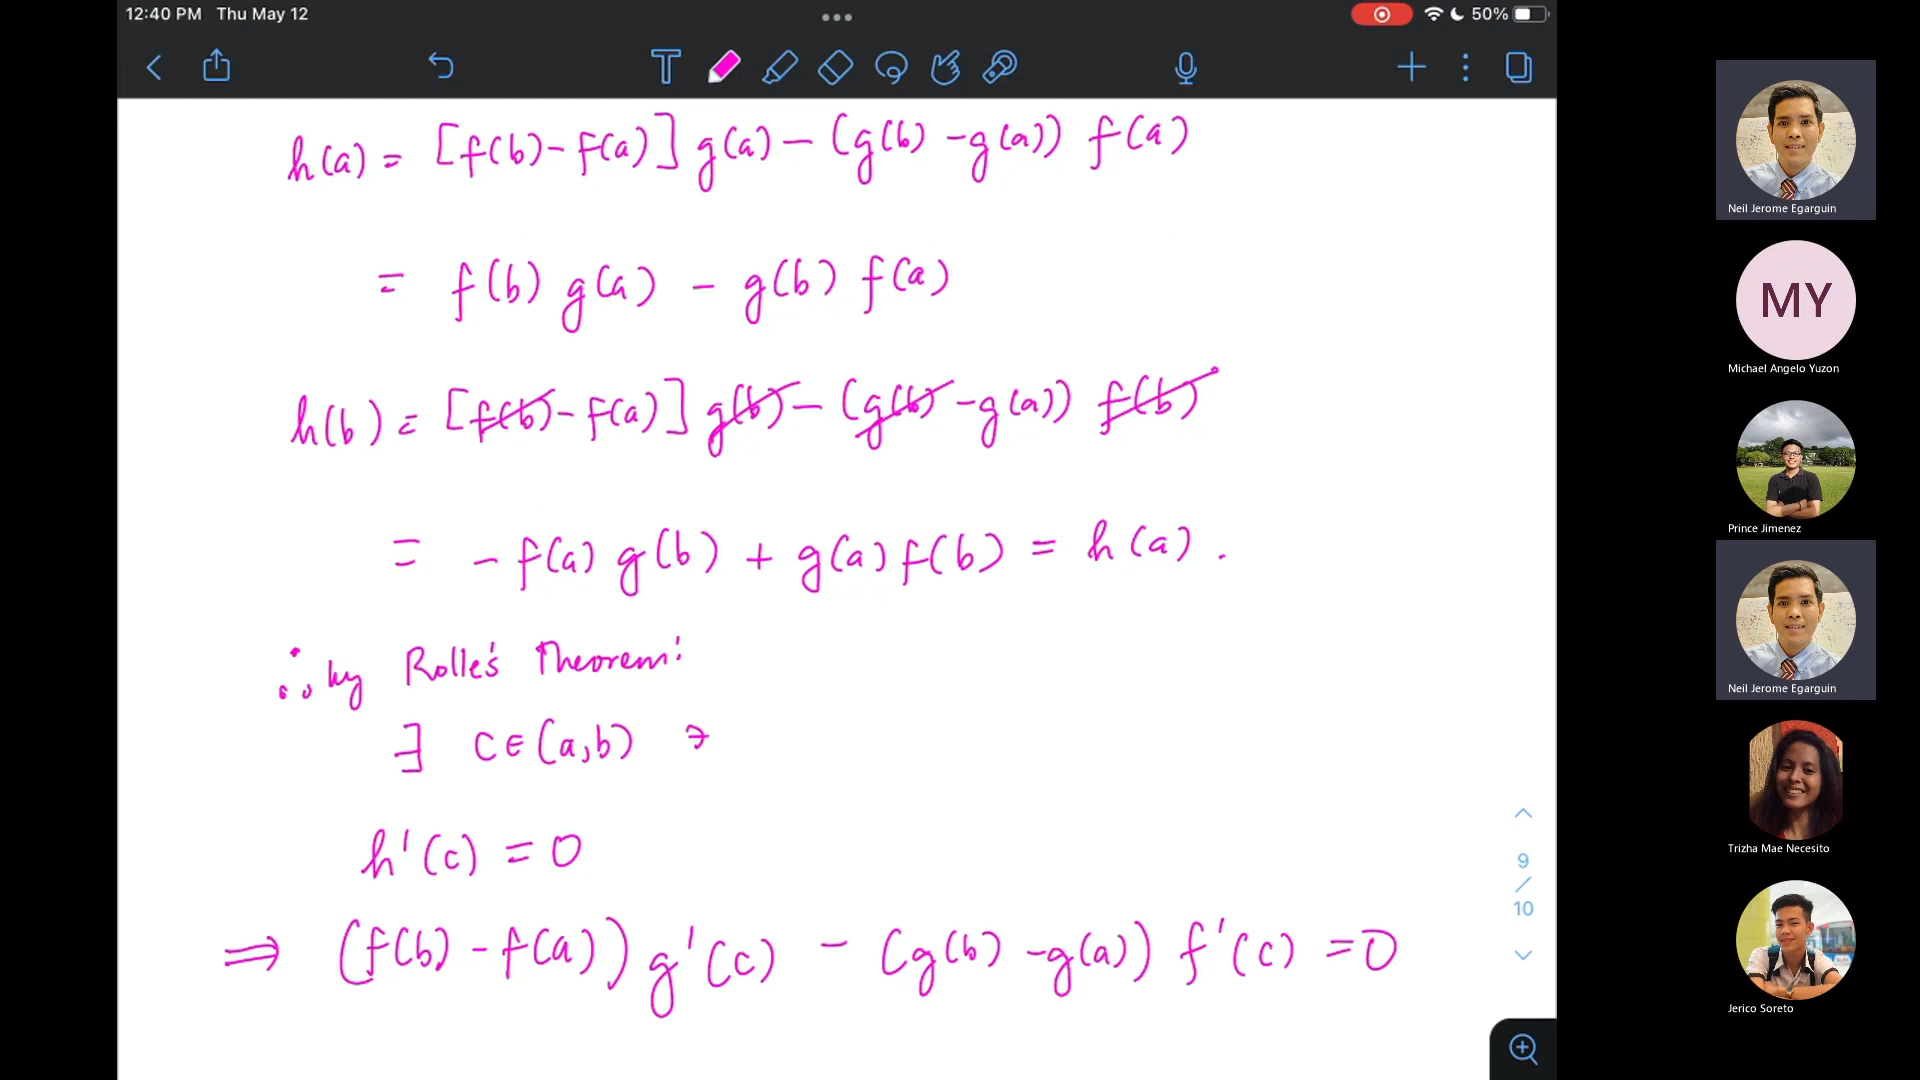 12:40 PM Thu May 12
50%
h(a) = [f(b)-f(a)] g(a) - (g(b) -g(a)) f(a)
= f(b) g(a) - g(b) f(a)
h(b) = [f(b) - f(a)] g(b) - (g(b) -g(a)) f(b)
= - f(a) g(b) + g(a) f(b) = h(a) .
∴ by Rolle's Theorem:
∃ c∈(a,b) ∋
h'(c) = 0
⇒ (f(b) - f(a)) g'(c) - (g(b) -g(a)) f'(c) = 0
9
/
10
Neil Jerome Egarguin
MY
Michael Angelo Yuzon
Prince Jimenez
Neil Jerome Egarguin
Trizha Mae Necesito
Jerico Soreto